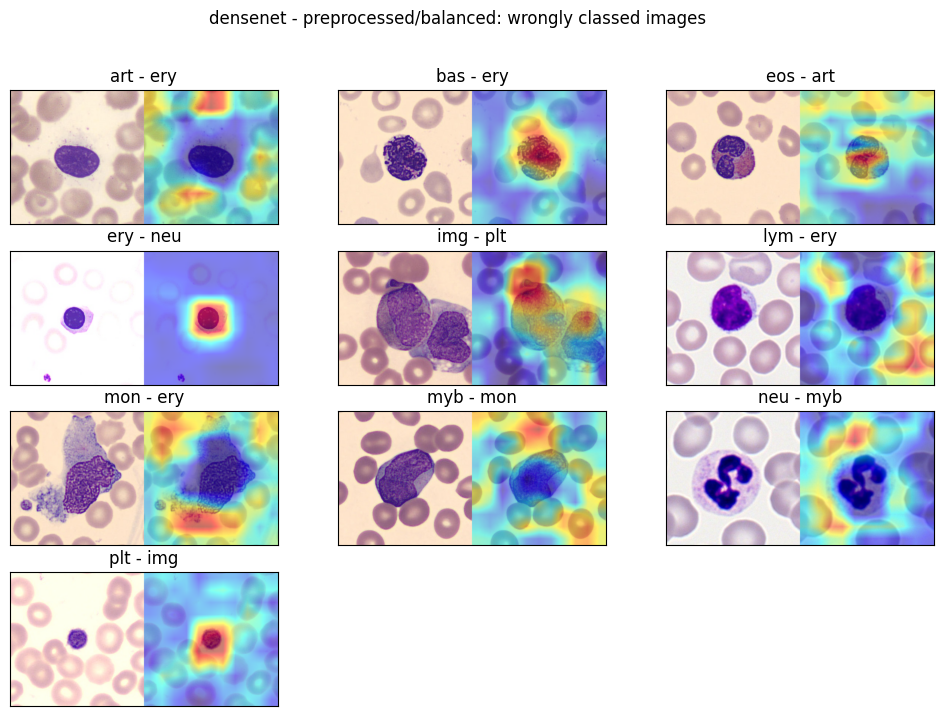 densenet - preprocessed/balanced: wrongly classed images
art - ery
bas - ery
eos - art
ery - neu
img - plt
lym - ery
mon - ery
myb - mon
neu - myb
plt - img